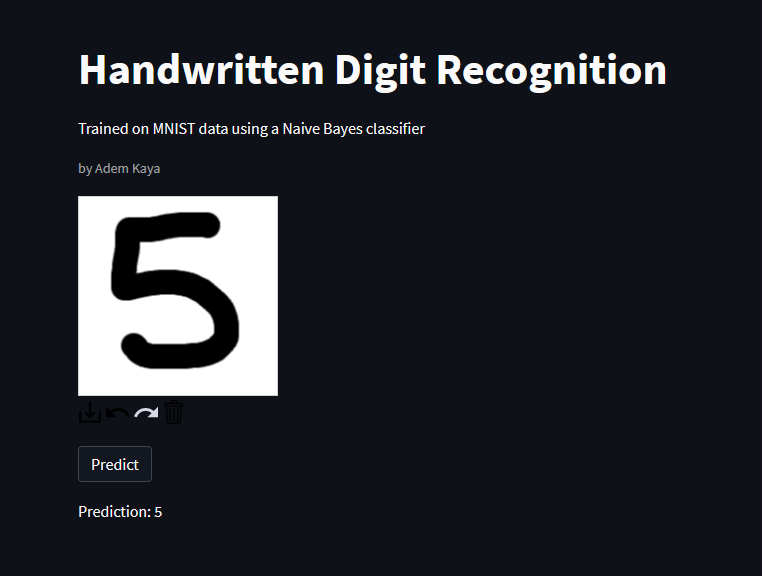 Handwritten Digit Recognition
Trained on MNIST data using a Naive Bayes classifier
by Adem Kaya
5
Predict
Prediction: 5